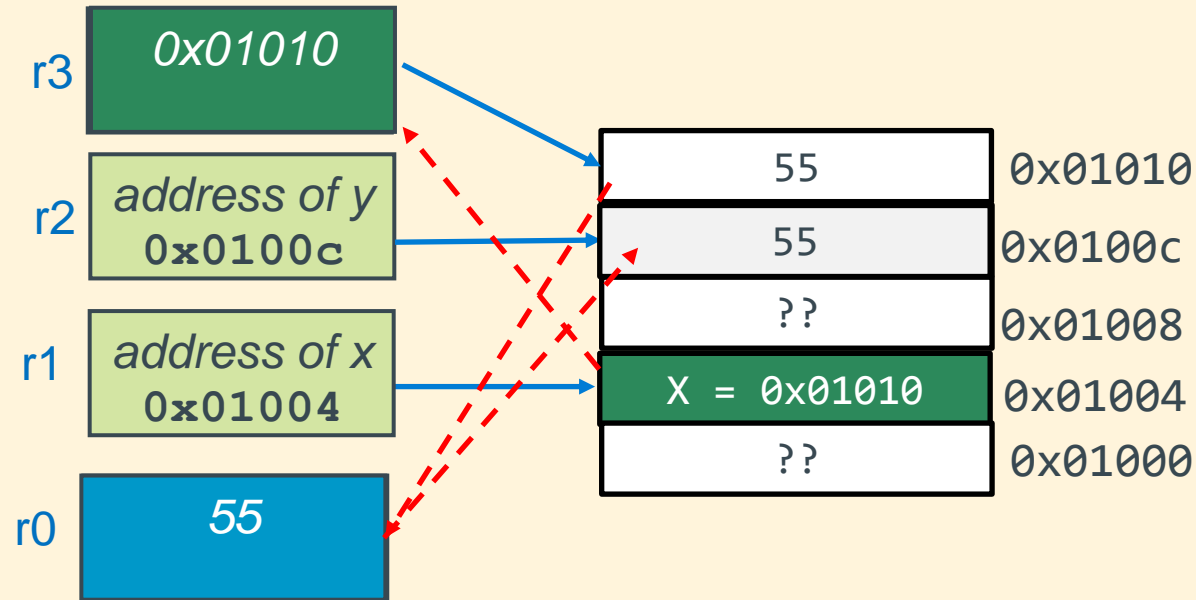 r3
0x01010
r2
address of y
0x0100c
r1
address of x
0x01004
r0
55
55 0x01010
55 0x0100c
?? 0x01008
X = 0x01010 0x01004
?? 0x01000